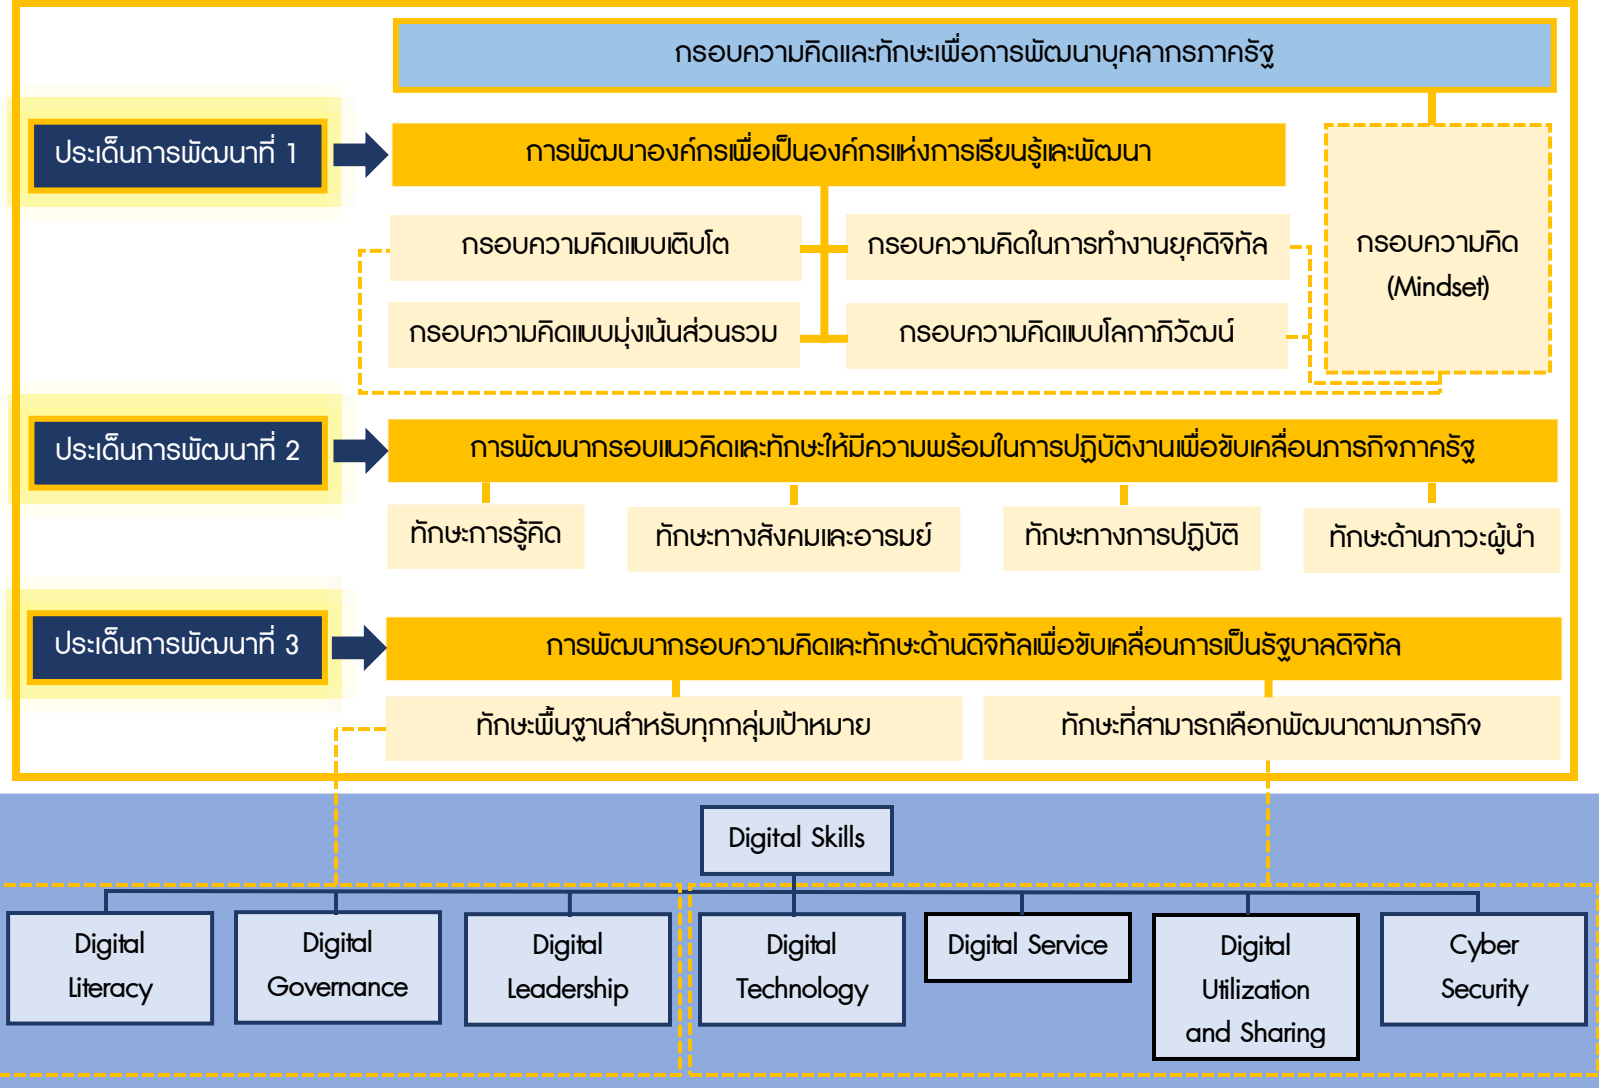 กรอบความคิดและทักษะเพื่อการพัฒนาบุคลากรภาครัฐ
ประเด็นการพัฒนาที่ 1
การพัฒนาองค์กรเพื่อเป็นองค์กรแห่งการเรียนรู้และพัฒนา
กรอบความคิดแบบเติบโต
กรอบความคิดในการทำงานยุคดิจิทัล
กรอบความคิดแบบมุ่งเน้นส่วนรวม
กรอบความคิดแบบโลกาภิวัฒน์
กรอบความคิด
(Mindset)
ประเด็นการพัฒนาที่ 2
การพัฒนากรอบแนวคิดและทักษะให้มีความพร้อมในการปฏิบัติงานเพื่อขับเคลื่อนภารกิจภาครัฐ
ทักษะการรู้คิด
ทักษะทางสังคมและอารมย์
ทักษะทางการปฏิบัติ
ทักษะด้านภาวะผู้นำ
ประเด็นการพัฒนาที่ 3
การพัฒนากรอบความคิดและทักษะด้านดิจิทัลเพื่อขับเคลื่อนการเป็นรัฐบาลดิจิทัล
ทักษะพื้นฐานสำหรับทุกกลุ่มเป้าหมาย
ทักษะที่สามารถเลือกพัฒนาตามภารกิจ
Digital Skills
Digital
Literacy
Digital
Governance
Digital
Leadership
Digital
Technology
Digital Service
Digital
Utilization
and Sharing
Cyber
Security